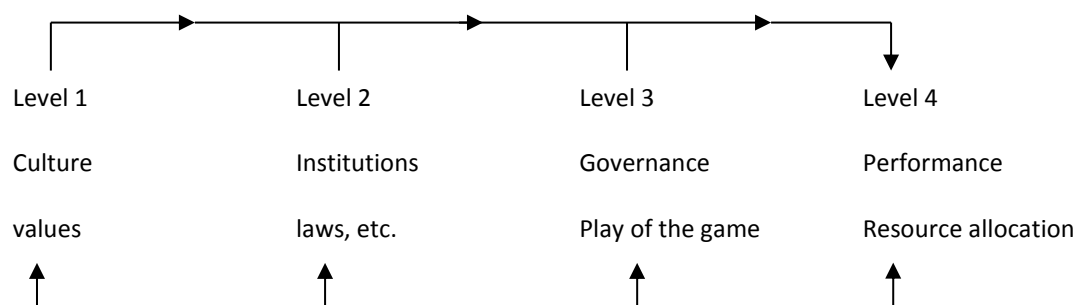 Level 1 Level 2 Level 3 Level 4
Culture Institutions Governance Performance
values laws, etc. Play of the game Resource allocation